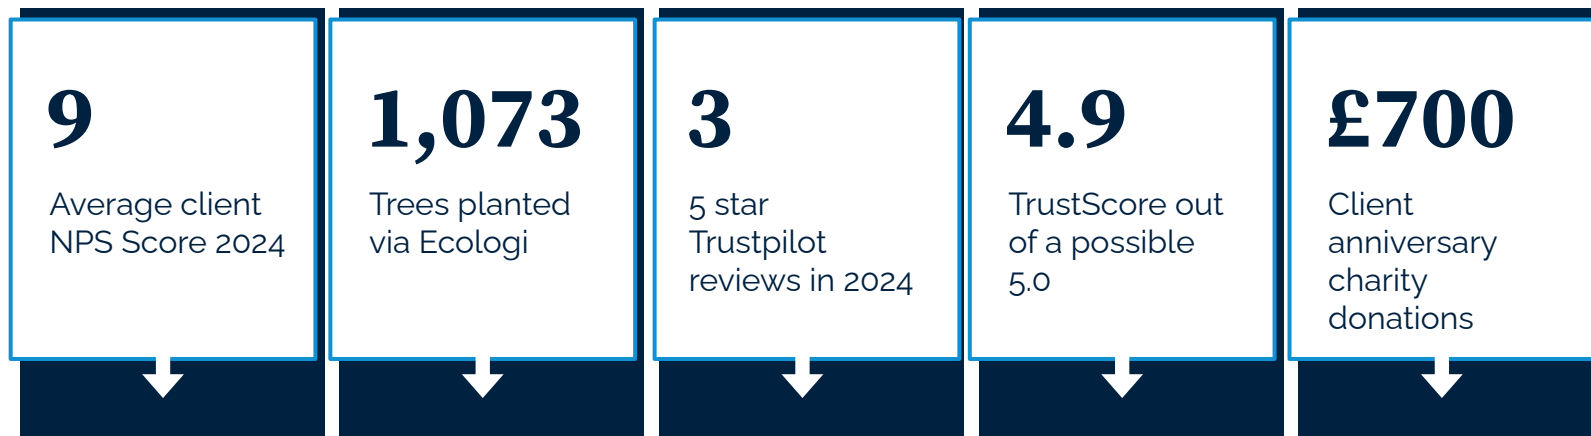 9
Average client
NPS Score 2024
1,073
Trees planted
via Ecologi
3
5 star
Trustpilot
reviews in 2024
4.9
TrustScore out
of a possible
5.0
£700
Client
anniversary
charity
donations